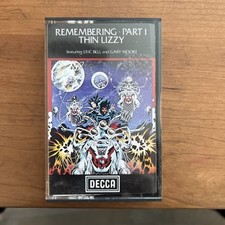 REMEMBERING · PART 1
THIN LIZZY
featuring ERIC BELL and GARY MOORE
DECCA